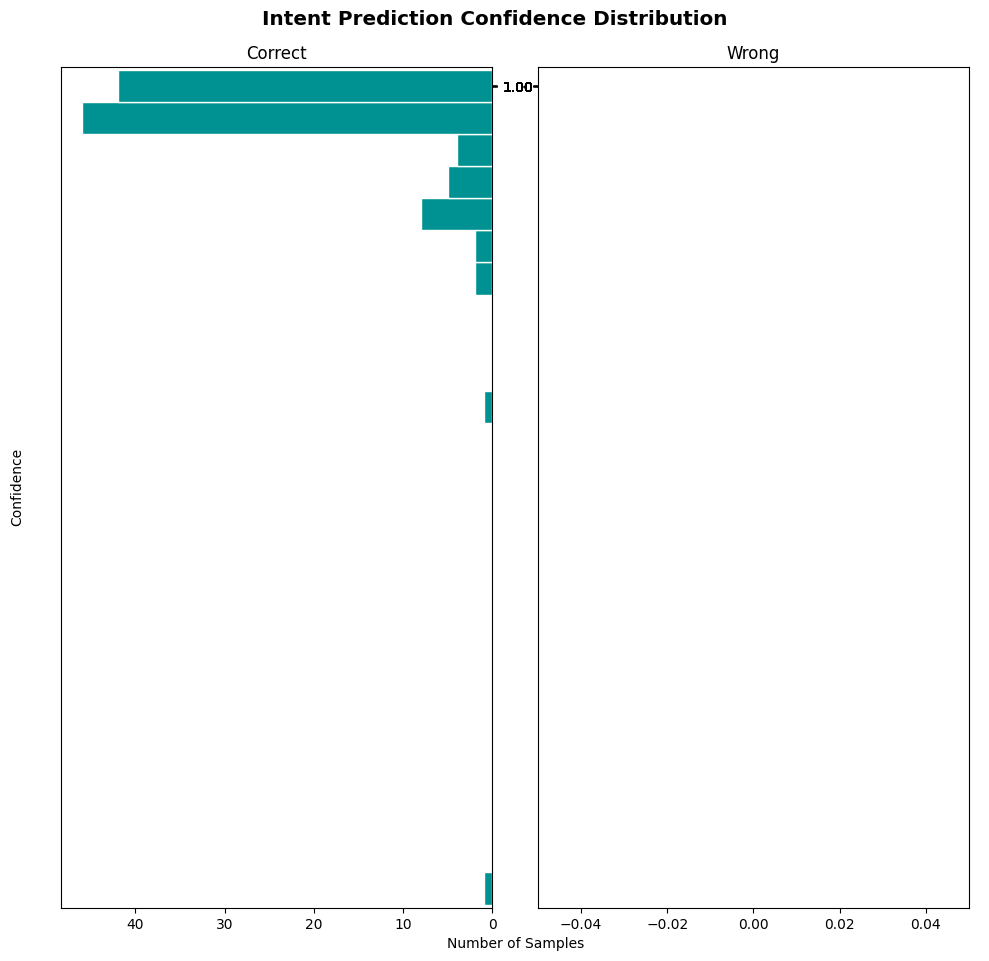 Intent Prediction Confidence Distribution
Correct
Wrong
1.00
Confidence
40 30 20 10 0
−0.04 −0.02 0.00 0.02 0.04
Number of Samples